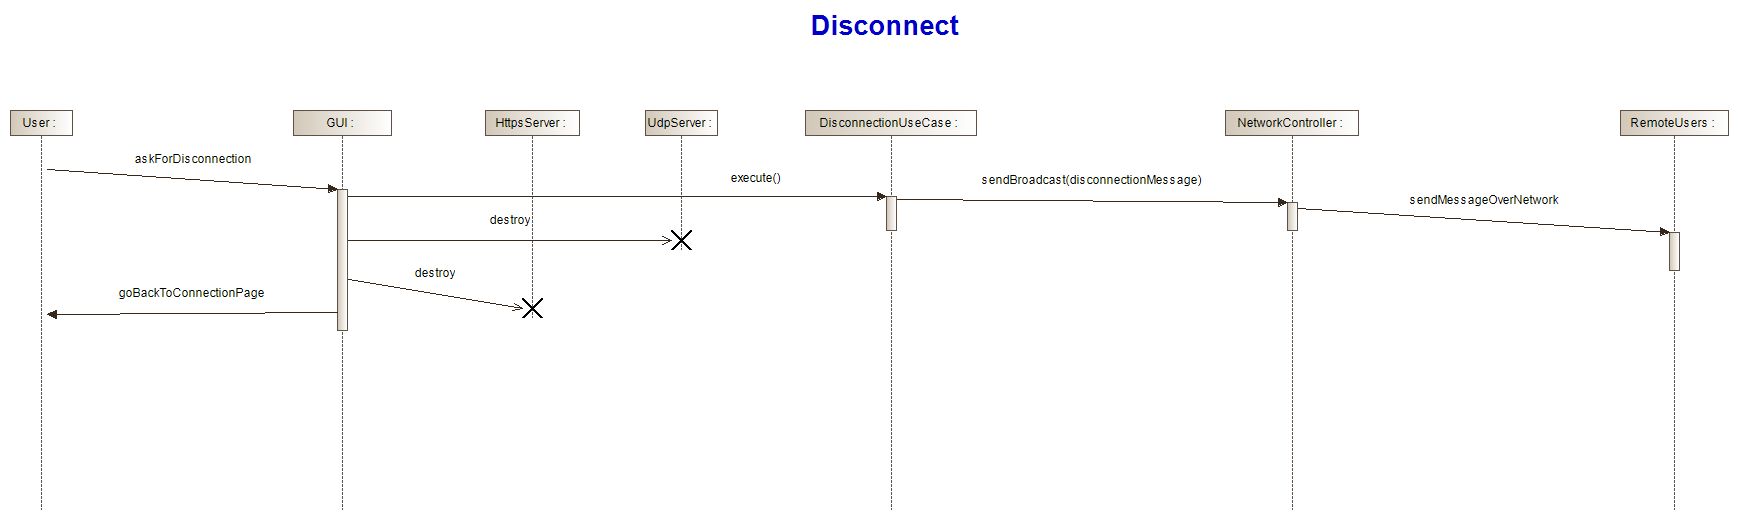 Disconnect
User :
GUI :
HttpsServer :
UdpServer :
DisconnectionUseCase :
NetworkController :
RemoteUsers :
askForDisconnection
execute()
sendBroadcast(disconnectionMessage)
sendMessageOverNetwork
destroy
destroy
goBackToConnectionPage